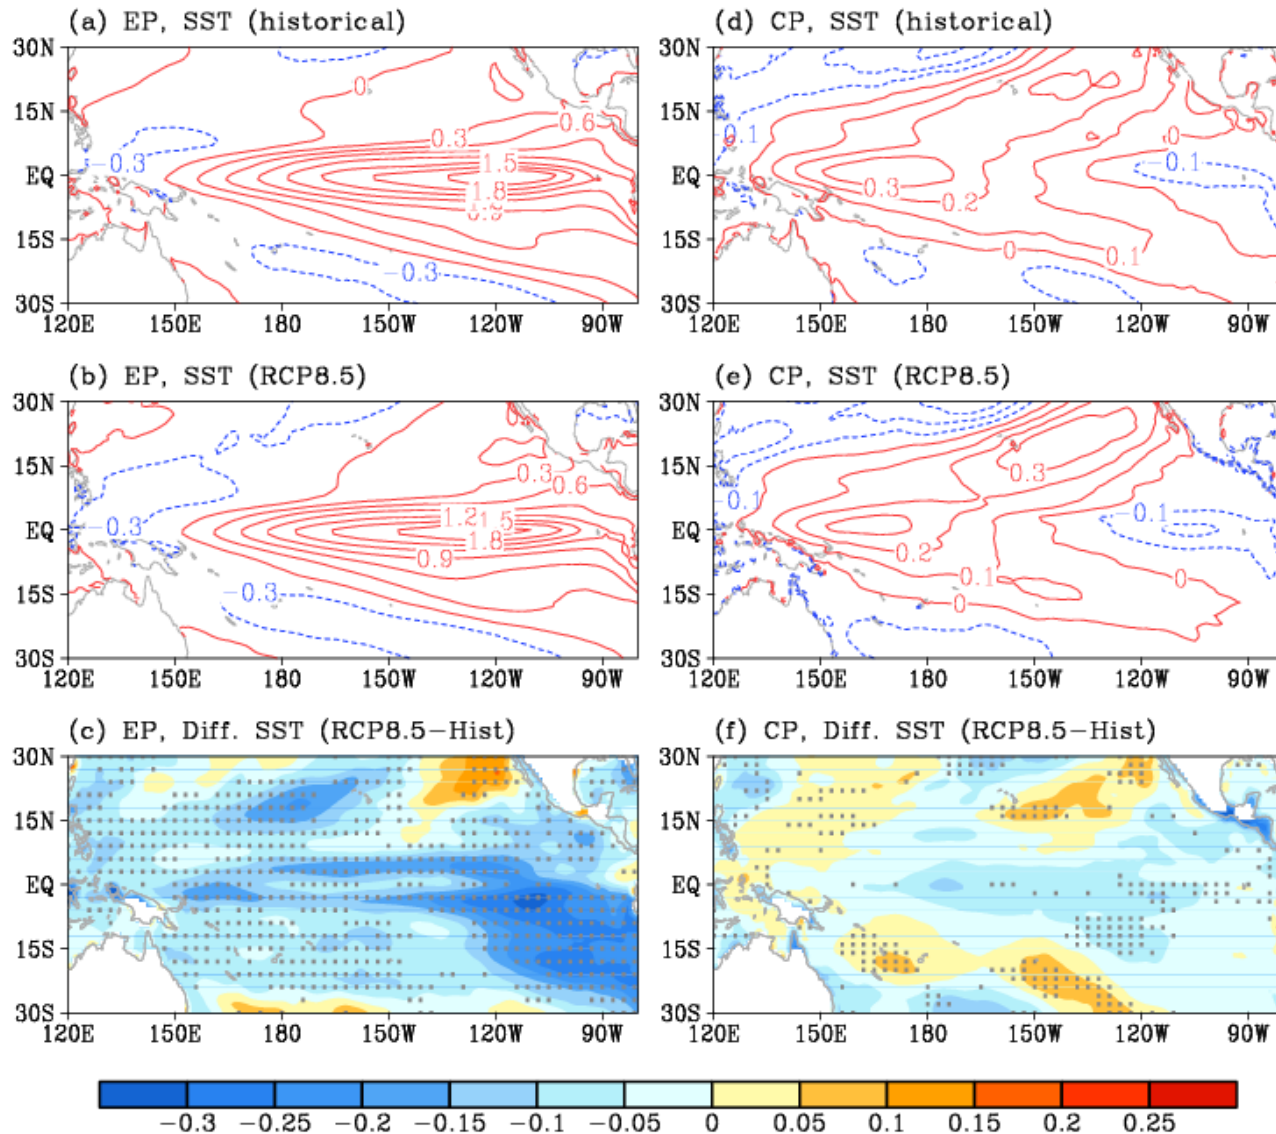 (a) EP, SST (historical)
30N
15N
EQ
15S
30S
120E 150E 180 150W 120W 90W
0
0.3
0.6
-0.3
1.5
1.8
0.9
-0.3
(d) CP, SST (historical)
30N
15N
EQ
15S
30S
120E 150E 180 150W 120W 90W
-0.1
0
-0.1
0.3
0.2
0
0.1
(b) EP, SST (RCP8.5)
30N
15N
EQ
15S
30S
120E 150E 180 150W 120W 90W
0.3
0.6
-0.3
1.2
1.5
1.8
0.9
-0.3
(e) CP, SST (RCP8.5)
30N
15N
EQ
15S
30S
120E 150E 180 150W 120W 90W
0.3
-0.1
-0.1
0.2
0.1
0
0
(c) EP, Diff. SST (RCP8.5-Hist)
30N
15N
EQ
15S
30S
120E 150E 180 150W 120W 90W
(f) CP, Diff. SST (RCP8.5-Hist)
30N
15N
EQ
15S
30S
120E 150E 180 150W 120W 90W
-0.3 -0.25 -0.2 -0.15 -0.1 -0.05 0 0.05 0.1 0.15 0.2 0.25